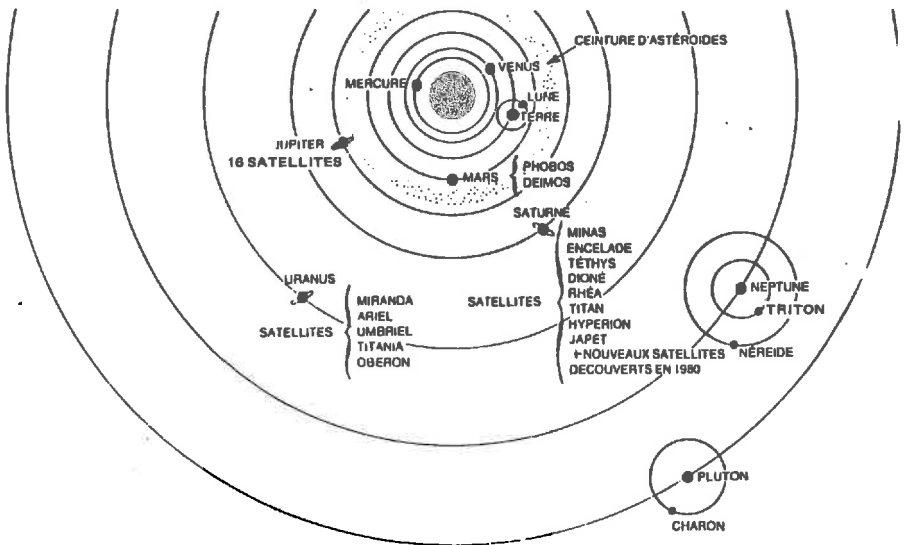 CEINTURE D'ASTÉROIDES
VENUS
MERCURE
LUNE
TERRE
JUPITER
16 SATELLITES
MARS
PHOBOS
DEIMOS
SATURNE
MINAS
ENCELADE
TÉTHYS
DIONÉ
RHÉA
TITAN
HYPERION
JAPET
+NOUVEAUX SATELLITES
DECOUVERTS EN 1980
SATELLITES
URANUS
SATELLITES
MIRANDA
ARIEL
UMBRIEL
TITANIA
OBERON
NEPTUNE
TRITON
NÉREIDE
PLUTON
CHARON